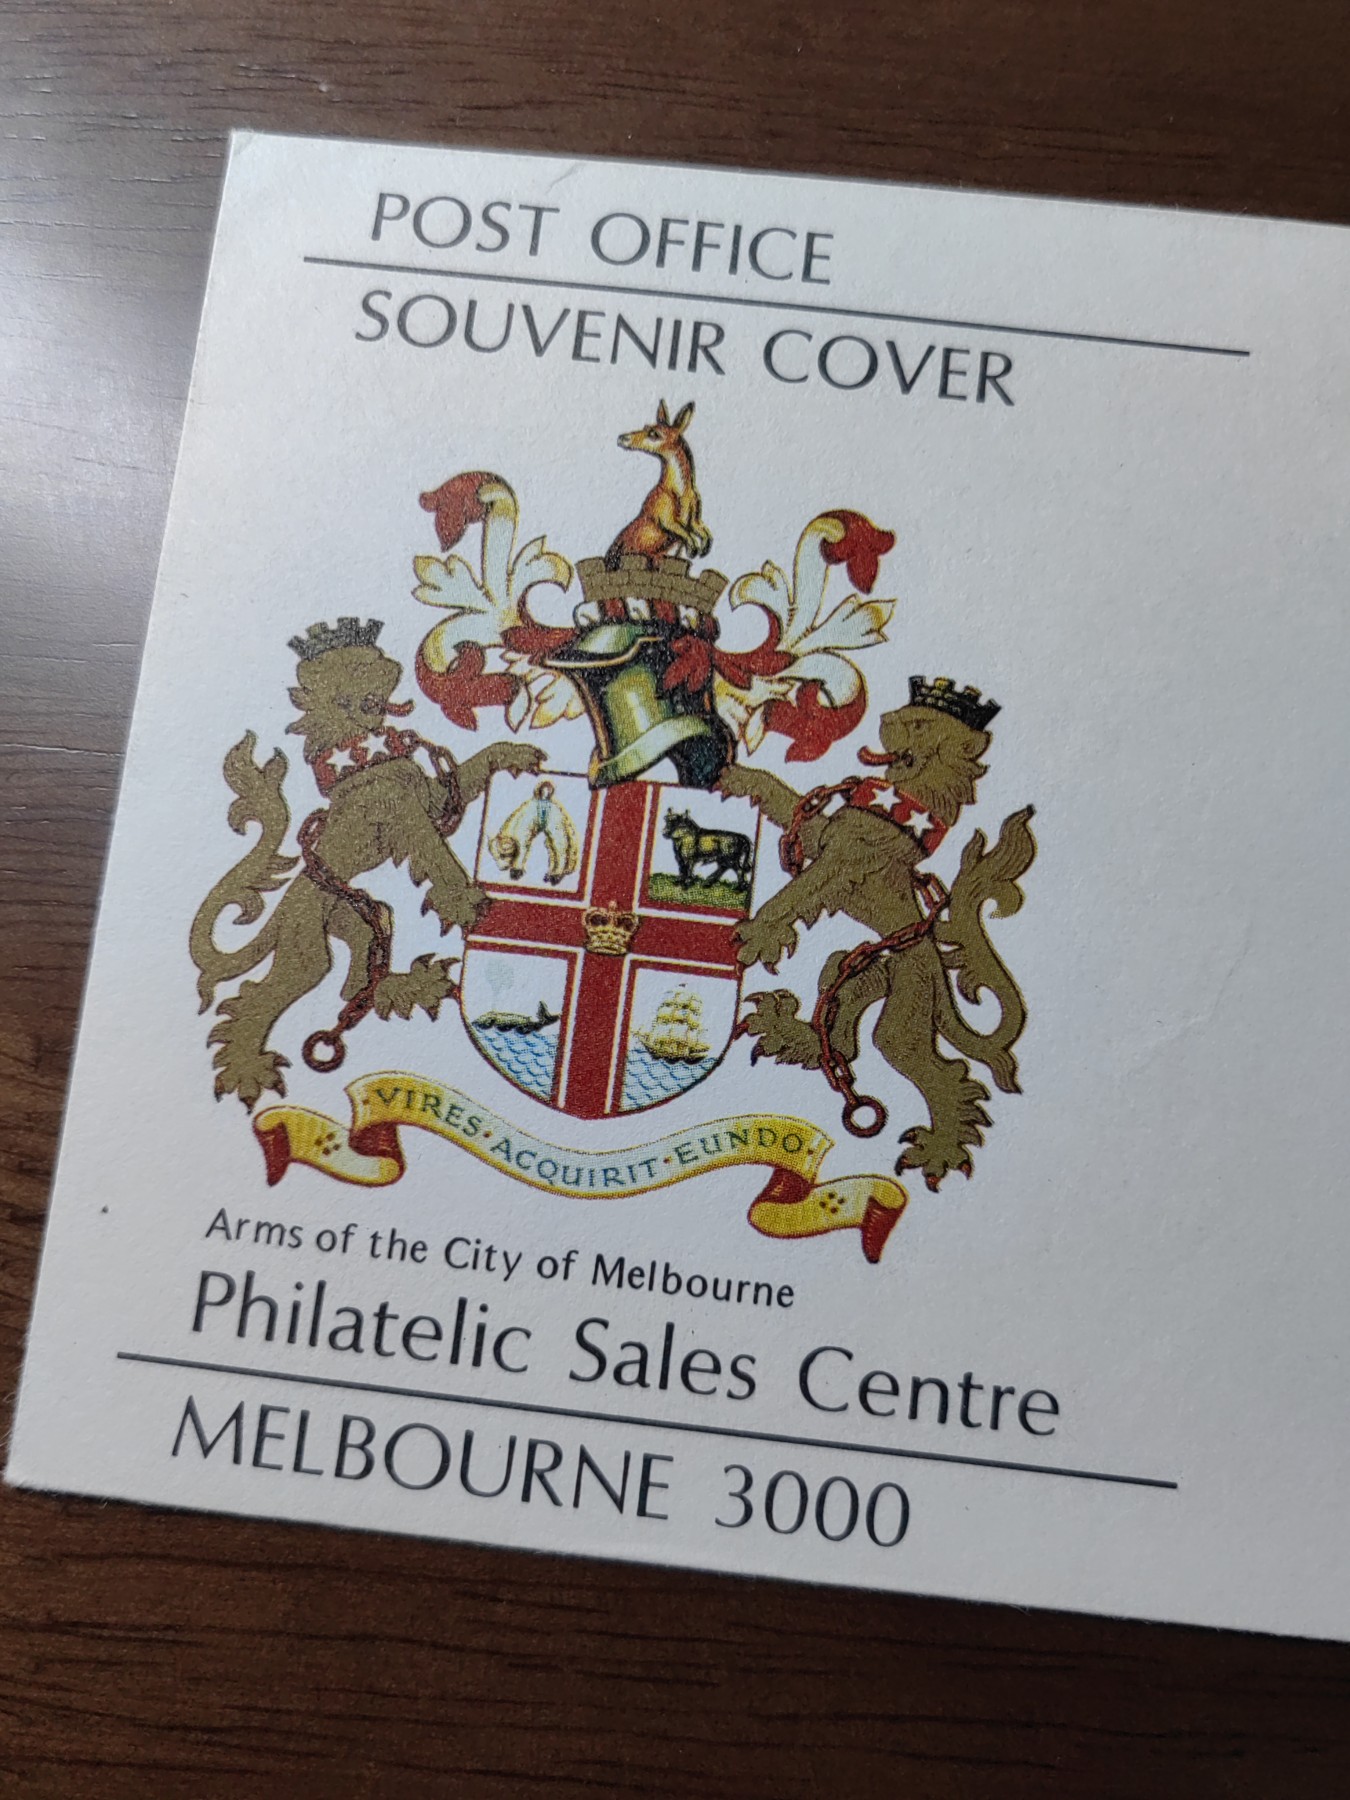 POST OFFICE
SOUVENIR COVER
VIRES·ACQUIRIT·EUNDO·
Arms of the City of Melbourne
Philatelic Sales Centre
MELBOURNE 3000